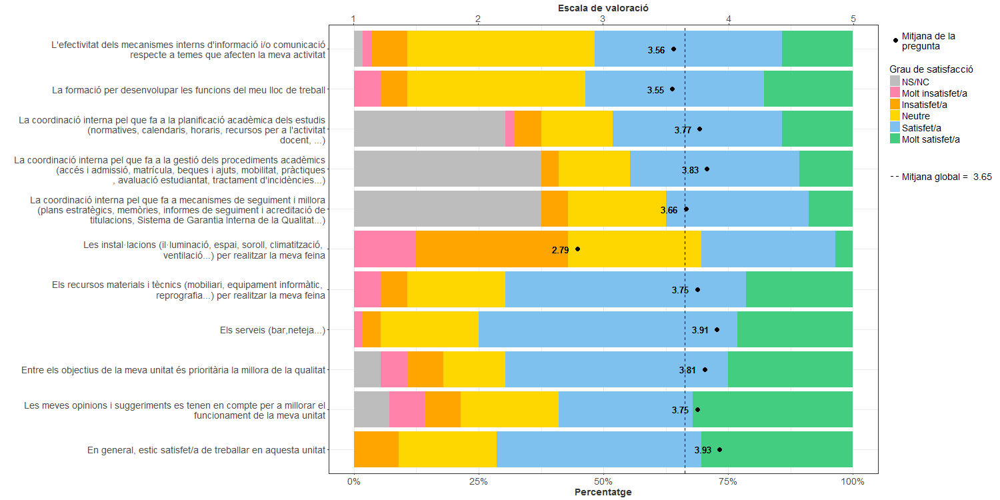 Escala de valoració
1 2 3 4 5
L'efectivitat dels mecanismes interns d'informació i/o comunicació
respecte a temes que afecten la meva activitat
3.56
La formació per desenvolupar les funcions del meu lloc de treball
3.55
La coordinació interna pel que fa a la planificació acadèmica dels estudis
(normatives, calendaris, horaris, recursos per a l'activitat
docent, ...)
3.77
La coordinació interna pel que fa a la gestió dels procediments acadèmics
(accés i admissió, matrícula, beques i ajuts, mobilitat, pràctiques
, avaluació estudiantat, tractament d'incidències...)
3.83
La coordinació interna pel que fa a mecanismes de seguiment i millora
(plans estratègics, memòries, informes de seguiment i acreditació de
titulacions, Sistema de Garantia Interna de la Qualitat...)
3.66
Les instal·lacions (il·luminació, espai, soroll, climatització,
ventilació...) per realitzar la meva feina
2.79
Els recursos materials i tècnics (mobiliari, equipament informàtic,
reprografia...) per realitzar la meva feina
3.75
Els serveis (bar,neteja...)
3.91
Entre els objectius de la meva unitat és prioritària la millora de la qualitat
3.81
Les meves opinions i suggeriments es tenen en compte per a millorar el
funcionament de la meva unitat
3.75
En general, estic satisfet/a de treballar en aquesta unitat
3.93
0% 25% 50% 75% 100%
Percentatge
Mitjana de la
pregunta
Grau de satisfacció
NS/NC
Molt insatisfet/a
Insatisfet/a
Neutre
Satisfet/a
Molt satisfet/a
Mitjana global = 3.65